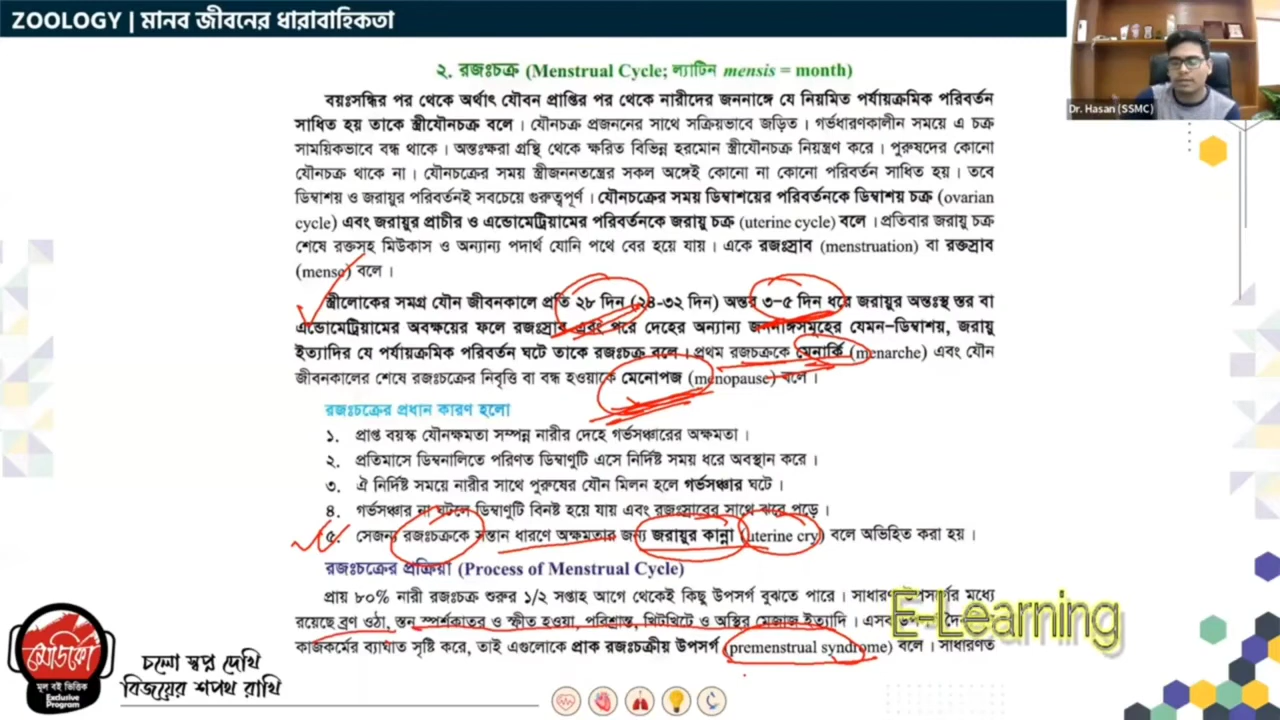 ZOOLOGY | মানব জীবনের ধারাবাহিকতা
Dr. Hasan (SSMC)
২. রজঃচক্র (Menstrual Cycle; ল্যাটিন mensis = month)
বয়ঃসন্ধির পর থেকে অর্থাৎ যৌবন প্রাপ্তির পর থেকে নারীদের জননাঙ্গে যে নিয়মিত পর্যায়ক্রমিক পরিবর্তন
সাধিত হয় তাকে স্ত্রীযৌনচক্র বলে। যৌনচক্র প্রজননের সাথে সক্রিয়ভাবে জড়িত। গর্ভধারণকালীন সময়ে এ চক্র
সাময়িকভাবে বন্ধ থাকে। অন্তঃক্ষরা গ্রন্থি থেকে ক্ষরিত বিভিন্ন হরমোন স্ত্রীযৌনচক্র নিয়ন্ত্রণ করে। পুরুষদের কোনো
যৌনচক্র থাকে না। যৌনচক্রের সময় স্ত্রীজননতন্ত্রের সকল অঙ্গেই কোনো না কোনো পরিবর্তন সাধিত হয়। তবে
ডিম্বাশয় ও জরায়ুর পরিবর্তনই সবচেয়ে গুরুত্বপূর্ণ। যৌনচক্রের সময় ডিম্বাশয়ের পরিবর্তনকে ডিম্বাশয় চক্র (ovarian
cycle) এবং জরায়ুর প্রাচীর ও এন্ডোমেট্রিয়ামের পরিবর্তনকে জরায়ু চক্র (uterine cycle) বলে। প্রতিবার জরায়ু চক্র
শেষে রক্তসহ মিউকাস ও অন্যান্য পদার্থ যোনি পথে বের হয়ে যায়। একে রজঃস্রাব (menstruation) বা রক্তস্রাব
(mense) বলে।
স্ত্রীলোকের সমগ্র যৌন জীবনকালে প্রতি ২৮ দিন (২৪-৩২ দিন) অন্তর ৩–৫ দিন ধরে জরায়ুর অন্তঃস্থ স্তর বা
এন্ডোমেট্রিয়ামের অবক্ষয়ের ফলে রজঃস্রাব এবং পরে দেহের অন্যান্য জননাঙ্গসমূহের যেমন–ডিম্বাশয়, জরায়ু
ইত্যাদির যে পর্যায়ক্রমিক পরিবর্তন ঘটে তাকে রজঃচক্র বলে। প্রথম রজচক্রকে মেনার্কি (menarche) এবং যৌন
জীবনকালের শেষে রজঃচক্রের নিবৃত্তি বা বন্ধ হওয়াকে মেনোপজ (menopause) বলে।
রজঃচক্রের প্রধান কারণ হলো
১. প্রাপ্ত বয়স্ক যৌনক্ষমতা সম্পন্ন নারীর দেহে গর্ভসঞ্চারের অক্ষমতা।
২. প্রতিমাসে ডিম্বনালিতে পরিণত ডিম্বাণুটি এসে নির্দিষ্ট সময় ধরে অবস্থান করে।
৩. ঐ নির্দিষ্ট সময়ে নারীর সাথে পুরুষের যৌন মিলন হলে গর্ভসঞ্চার ঘটে।
৪. গর্ভসঞ্চার না ঘটলে ডিম্বাণুটি বিনষ্ট হয়ে যায় এবং রজঃস্রাবের সাথে ঝরে পড়ে।
৫. সেজন্য রজঃচক্রকে সন্তান ধারণে অক্ষমতার জন্য জরায়ুর কান্না (uterine cry) বলে অভিহিত করা হয়।
রজঃচক্রের প্রক্রিয়া (Process of Menstrual Cycle)
প্রায় ৮০% নারী রজঃচক্র শুরুর ১/২ সপ্তাহ আগে থেকেই কিছু উপসর্গ বুঝতে পারে। সাধারণ উপসর্গর মধ্যে
রয়েছে ব্রণ ওঠা, স্তন স্পর্শকাতর ও স্ফীত হওয়া, পরিশ্রান্ত, খিটখিটে ও অস্থির মেজাজ ইত্যাদি। এসব
কাজকর্মের ব্যাঘাত সৃষ্টি করে, তাই এগুলোকে প্রাক রজঃচক্রীয় উপসর্গ (premenstrual syndrome) বলে। সাধারণত
E-Learning
মেডিকো
মূল বই ভিত্তিক
Exclusive
Program
চলো স্বপ্ন দেখি
বিজয়ের শপথ রাখি